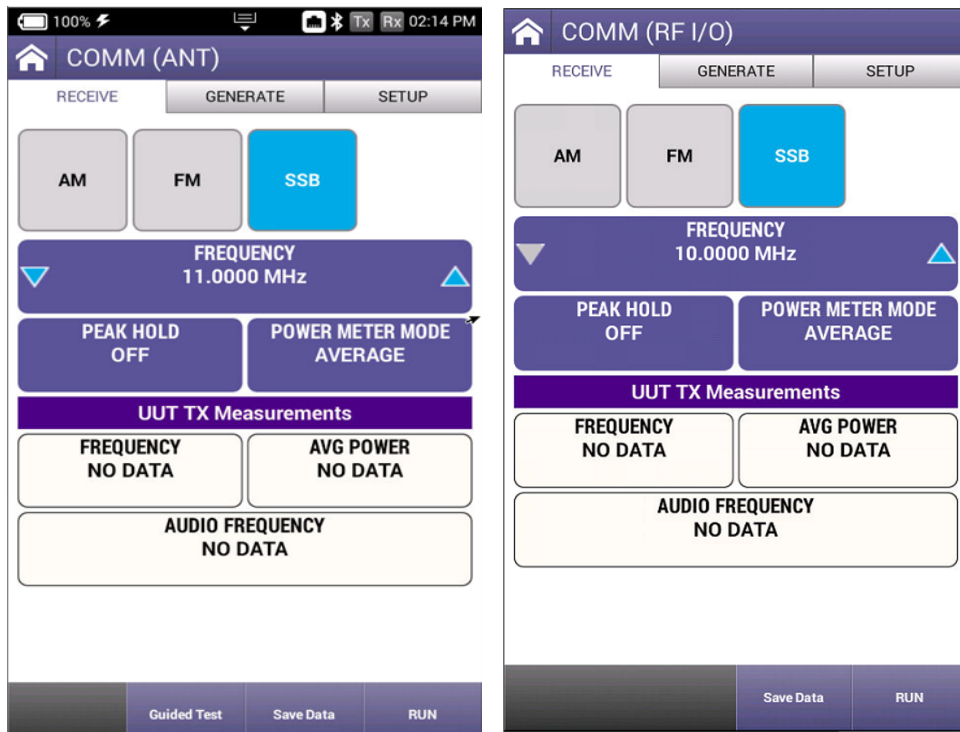 100% Tx Rx 02:14 PM
COMM (ANT)
RECEIVE GENERATE SETUP
AM FM SSB
FREQUENCY
11.0000 MHz
PEAK HOLD POWER METER MODE
OFF AVERAGE
UUT TX Measurements
FREQUENCY AVG POWER
NO DATA NO DATA
AUDIO FREQUENCY
NO DATA
Guided Test Save Data RUN
COMM (RF I/O)
RECEIVE GENERATE SETUP
AM FM SSB
FREQUENCY
10.0000 MHz
PEAK HOLD POWER METER MODE
OFF AVERAGE
UUT TX Measurements
FREQUENCY AVG POWER
NO DATA NO DATA
AUDIO FREQUENCY
NO DATA
Save Data RUN